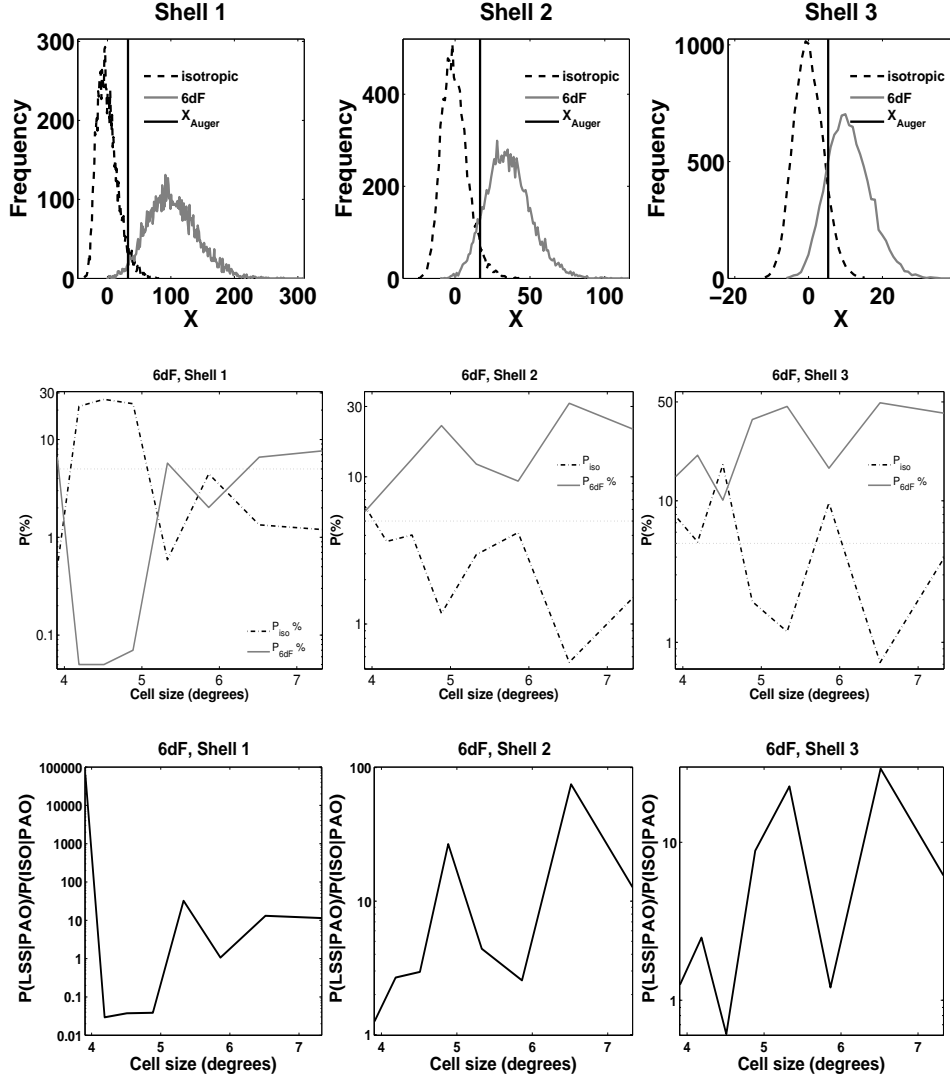 Shell 1
Shell 2
Shell 3
300
200
100
0
Frequency
isotropic
6dF
X_Auger
0
100
200
300
X
400
200
0
Frequency
isotropic
6dF
X_Auger
0
50
100
X
1000
500
0
Frequency
isotropic
6dF
X_Auger
−20
0
20
X
6dF, Shell 1
6dF, Shell 2
6dF, Shell 3
30
10
1
0.1
P(%)
P_iso %
P_6dF %
4
5
6
7
Cell size (degrees)
30
10
1
P(%)
P_iso
P_6dF %
4
5
6
7
Cell size (degrees)
50
10
1
P(%)
P_iso
P_6dF %
4
5
6
7
Cell size (degrees)
6dF, Shell 1
6dF, Shell 2
6dF, Shell 3
100000
10000
1000
100
10
1
0.1
0.01
P(LSS|PAO)/P(ISO|PAO)
4
5
6
7
Cell size (degrees)
100
10
1
P(LSS|PAO)/P(ISO|PAO)
4
5
6
7
Cell size (degrees)
10
1
P(LSS|PAO)/P(ISO|PAO)
4
5
6
7
Cell size (degrees)